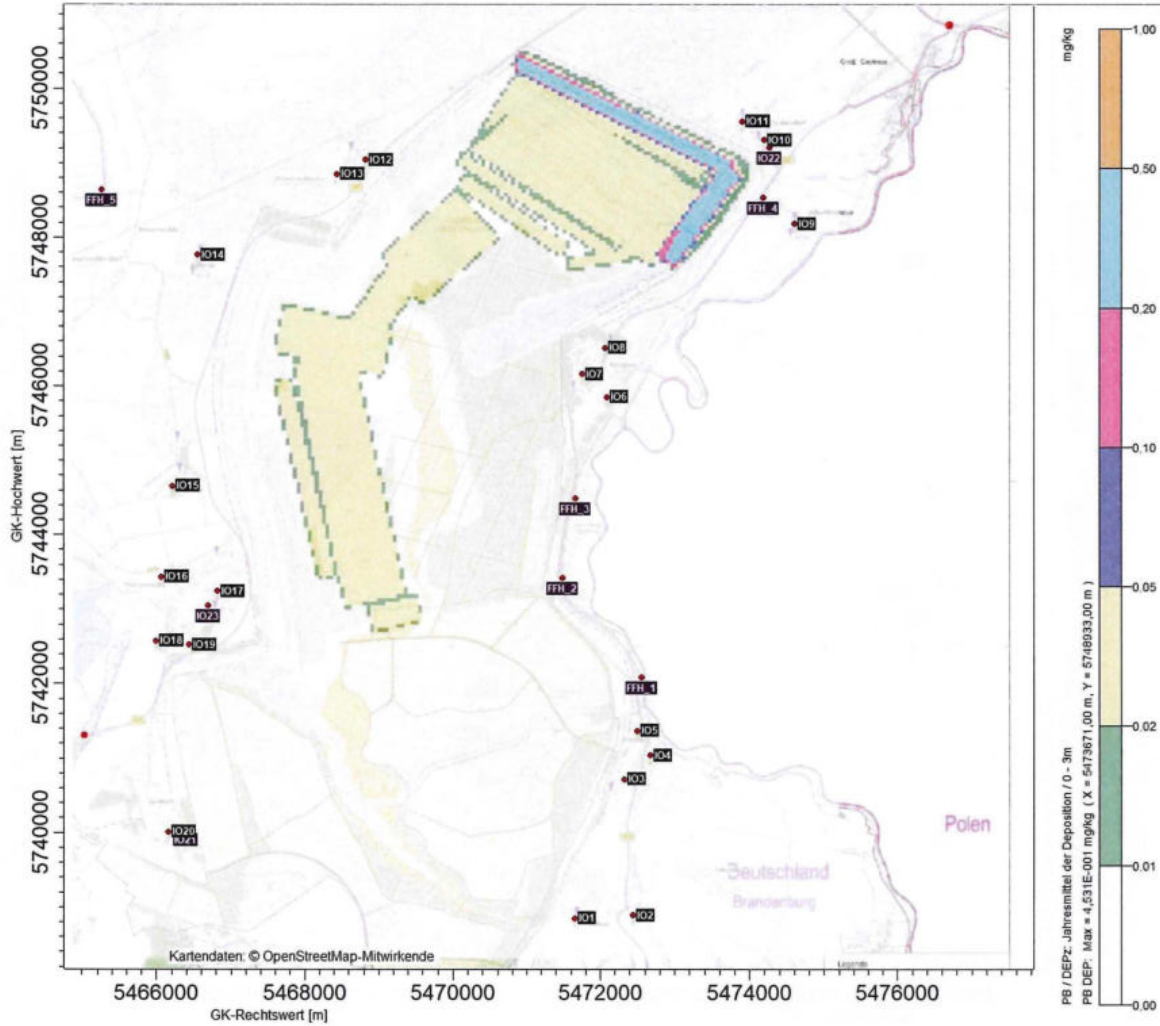 mg/kg
1.00
0.50
0.20
0.10
0.05
0.02
0.01
0.00
PB / DEPz: Jahresmittel der Deposition / 0 - 3m
PB DEP: Max = 4,531E-001 mg/kg ( X = 5473671,00 m, Y = 5748933,00 m )
GK-Hochwert [m]
5750000
5748000
5746000
5744000
5742000
5740000
IO11
IO10
IO22
IO12
IO13
FFH_5
FFH_4
IO9
IO14
IO8
IO7
IO6
IO15
FFH_3
IO16
FFH_2
IO17
IO23
IO18
IO19
FFH_1
IO5
IO4
IO3
IO20
IO21
Polen
Deutschland
Brandenburg
IO1
IO2
Kartendaten: © OpenStreetMap-Mitwirkende
Legende
5466000
5468000
5470000
5472000
5474000
5476000
GK-Rechtswert [m]